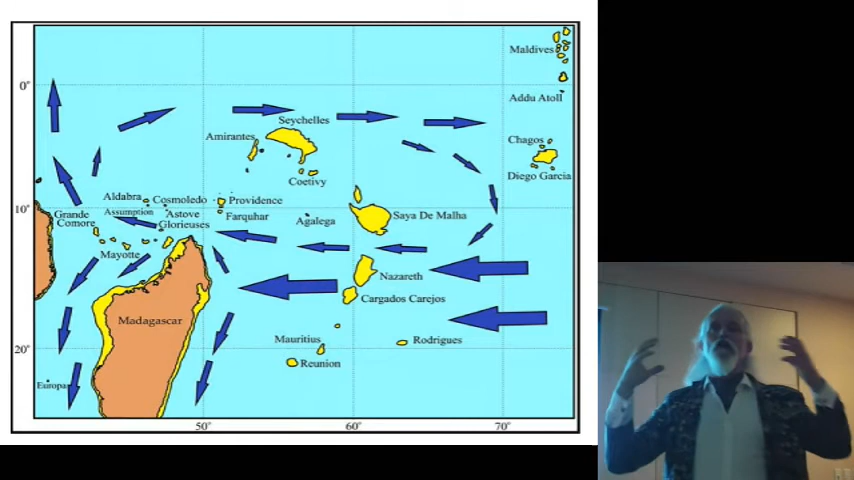 Maldives
0°
Addu Atoll
Seychelles
Amirantes
Chagos
Diego Garcia
Coetivy
Aldabra
Cosmoledo
Providence
10°
Grande
Comore
Assumption
Astove
Farquhar
Glorieuses
Agalega
Saya De Malha
Mayotte
Nazareth
Cargados Carejos
Madagascar
20°
Mauritius
Rodrigues
Reunion
Europa
50°
60°
70°